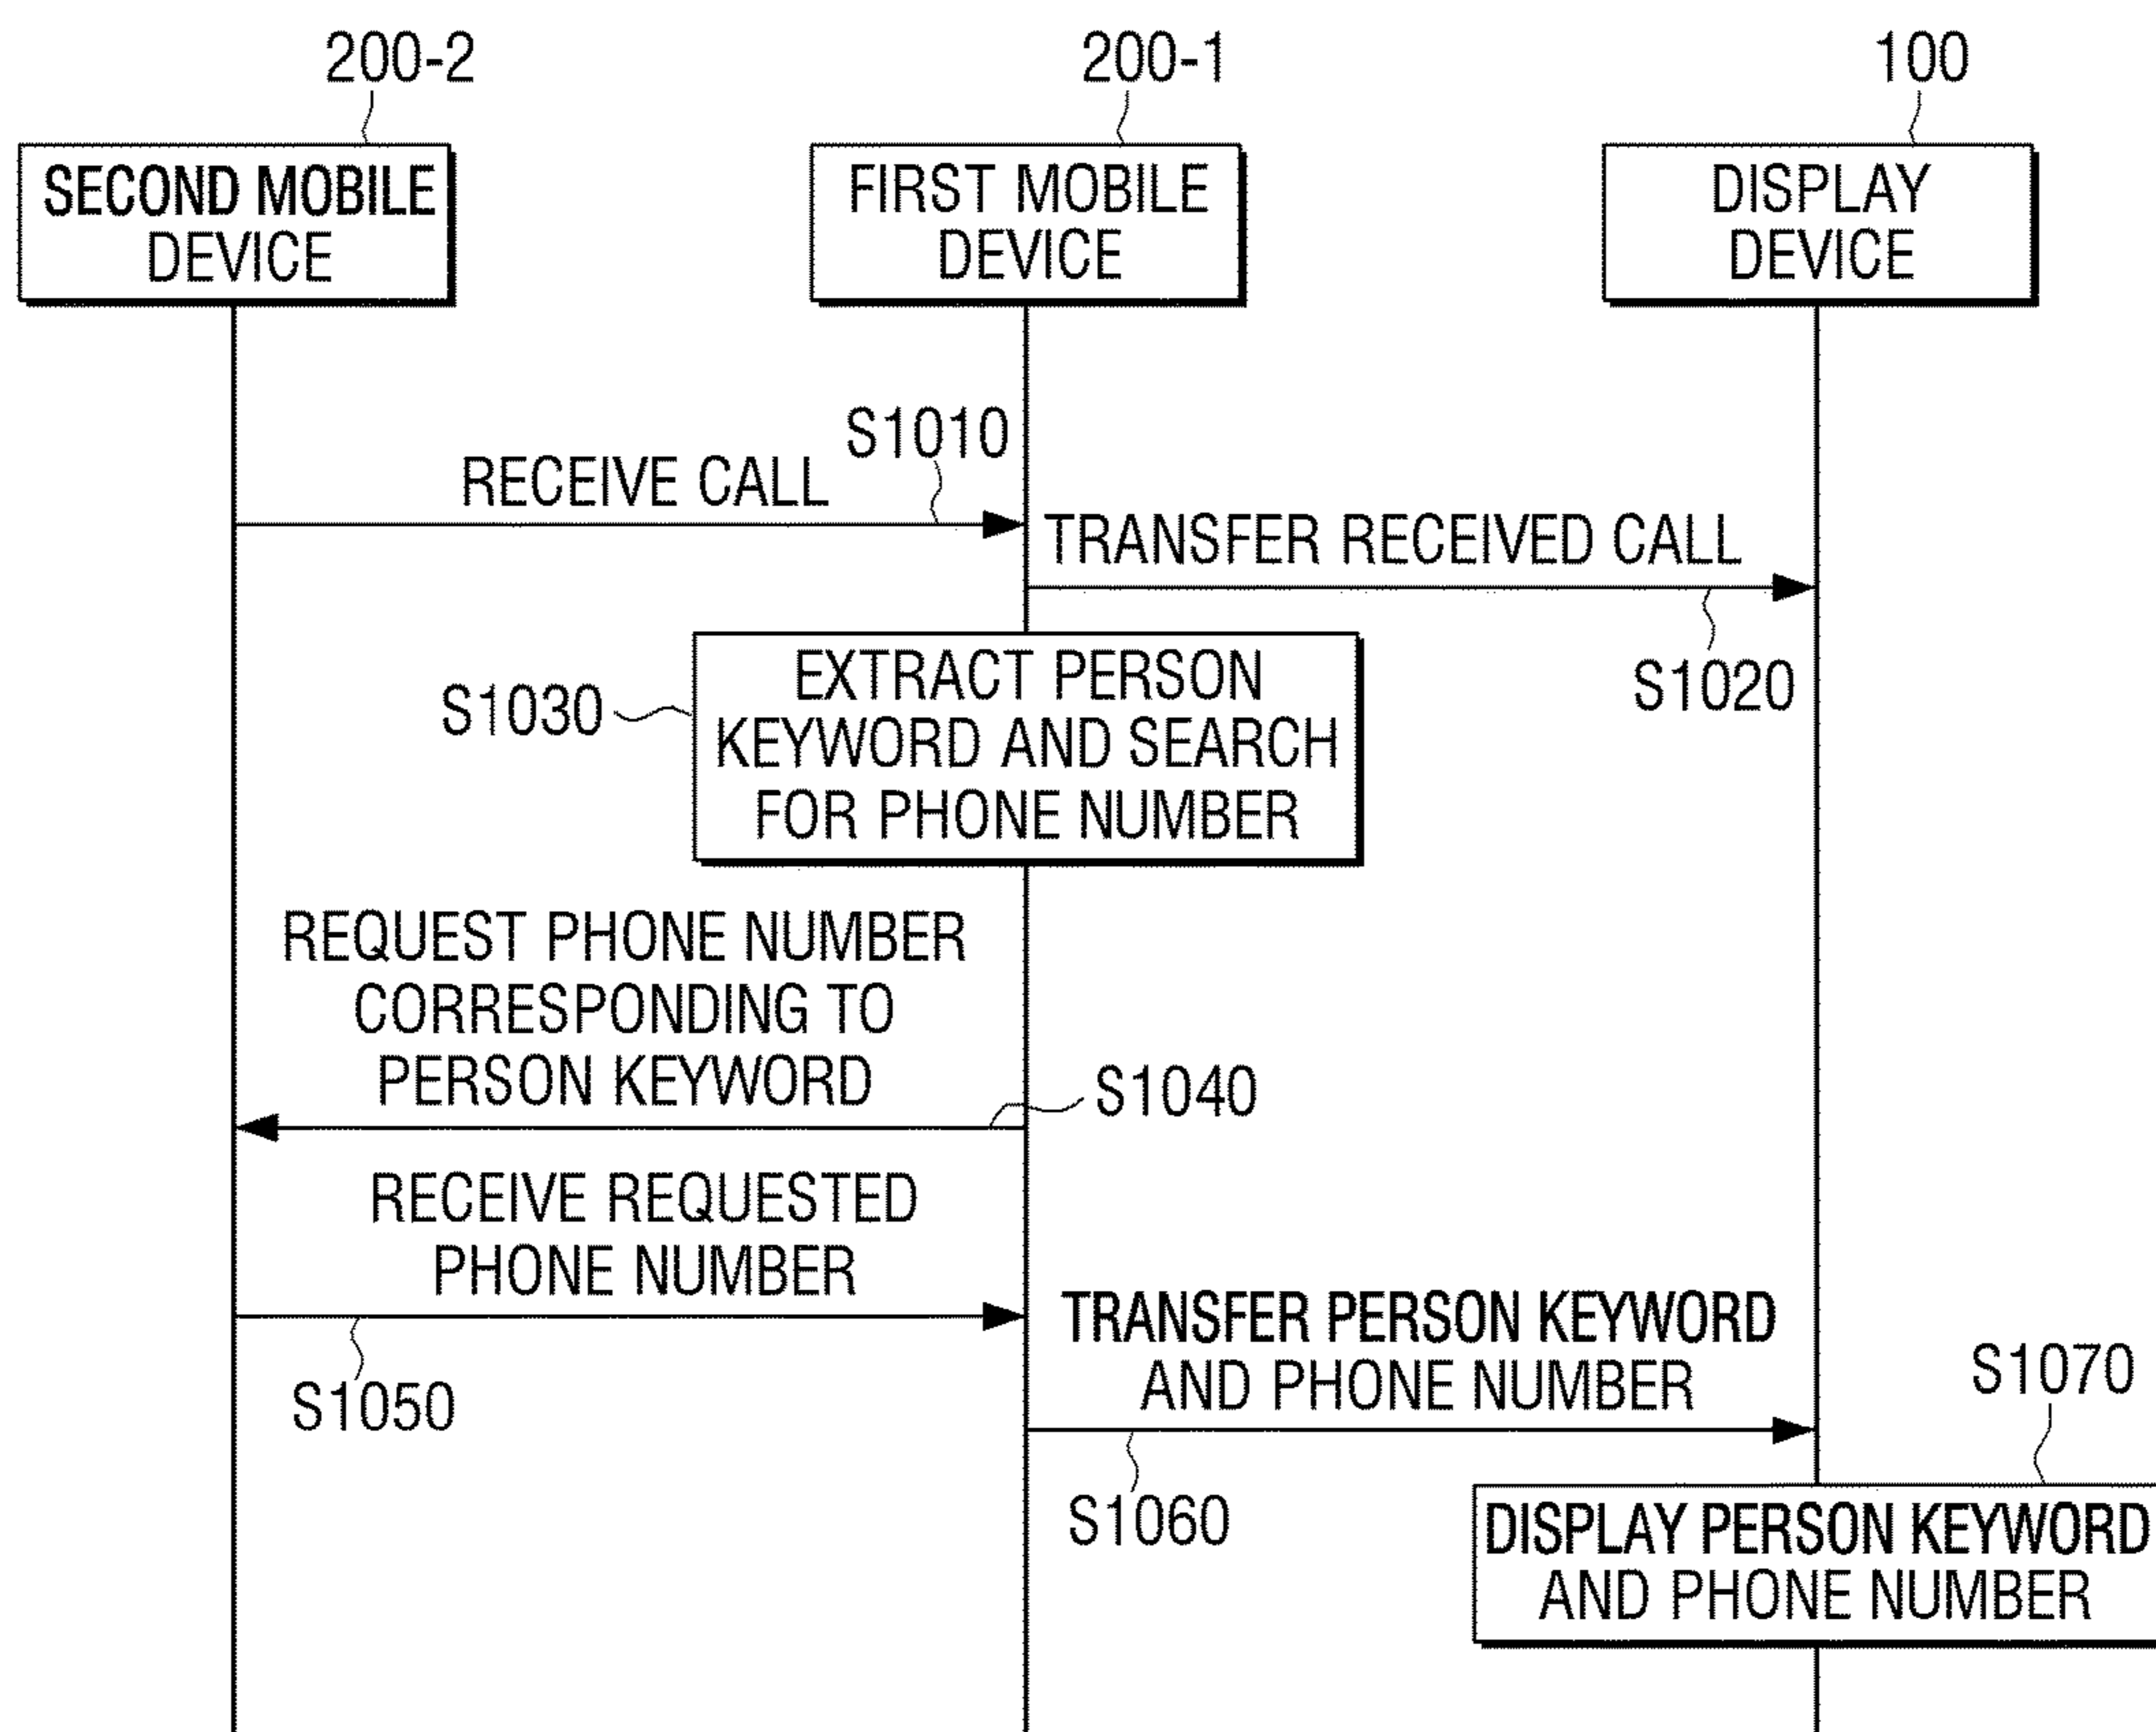 200-2
200-1
100
SECOND MOBILE
DEVICE
FIRST MOBILE
DEVICE
DISPLAY
DEVICE
S1010
RECEIVE CALL
TRANSFER RECEIVED CALL
S1020
S1030
EXTRACT PERSON
KEYWORD AND SEARCH
FOR PHONE NUMBER
REQUEST PHONE NUMBER
CORRESPONDING TO
PERSON KEYWORD
S1040
RECEIVE REQUESTED
PHONE NUMBER
S1050
TRANSFER PERSON KEYWORD
AND PHONE NUMBER
S1060
S1070
DISPLAY PERSON KEYWORD
AND PHONE NUMBER